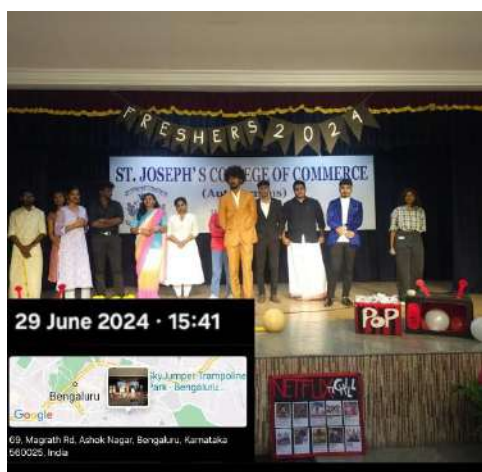 FRESHERS 2024
ST. JOSEPH'S COLLEGE OF COMMERCE
(Autonomous)
PoP
29 June 2024 · 15:41
SkyJumper Trampoline
Park - Bengaluru...
Bengaluru
Google
NETFLIX
69, Magrath Rd, Ashok Nagar, Bengaluru, Karnataka
560025, India